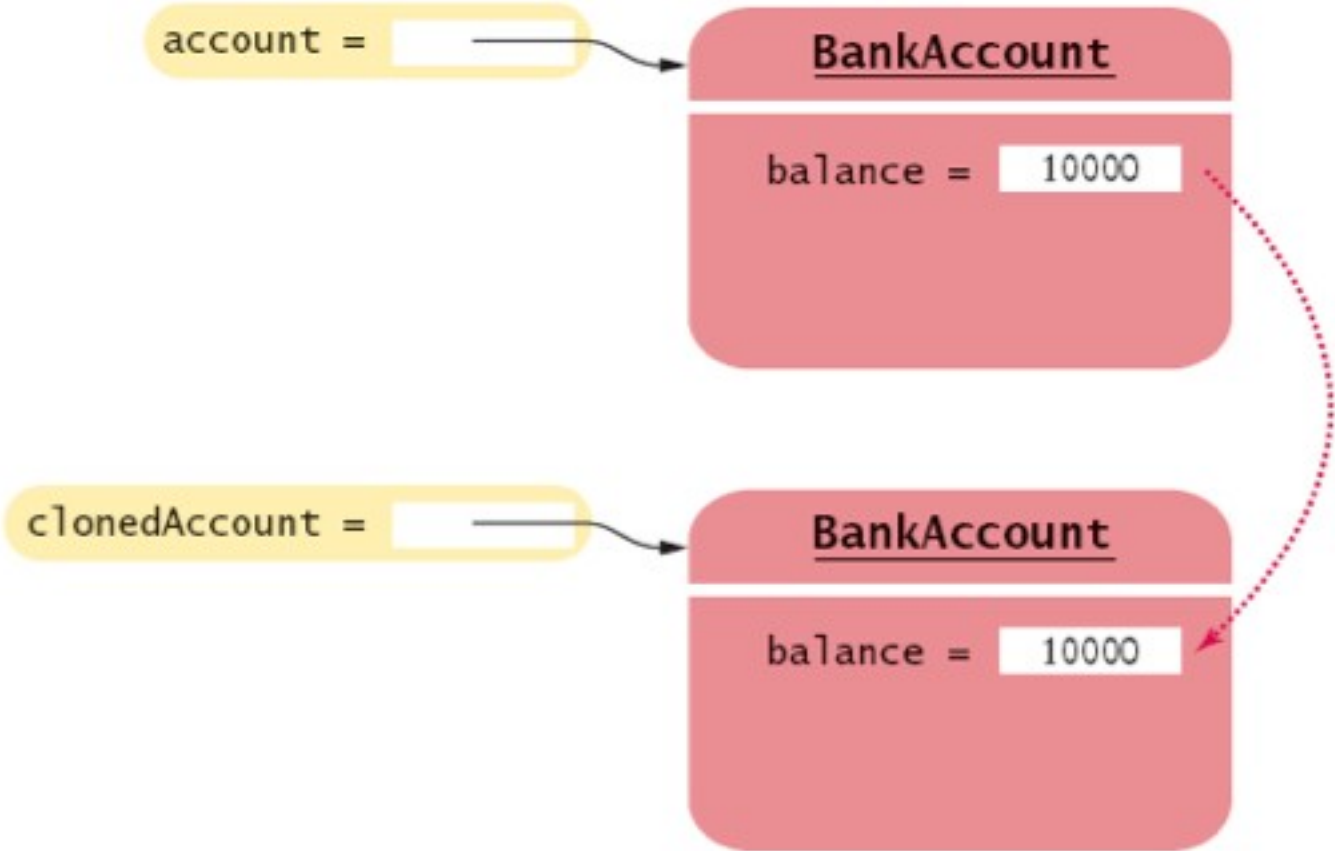 account =
BankAccount
balance = 10000
clonedAccount =
BankAccount
balance = 10000